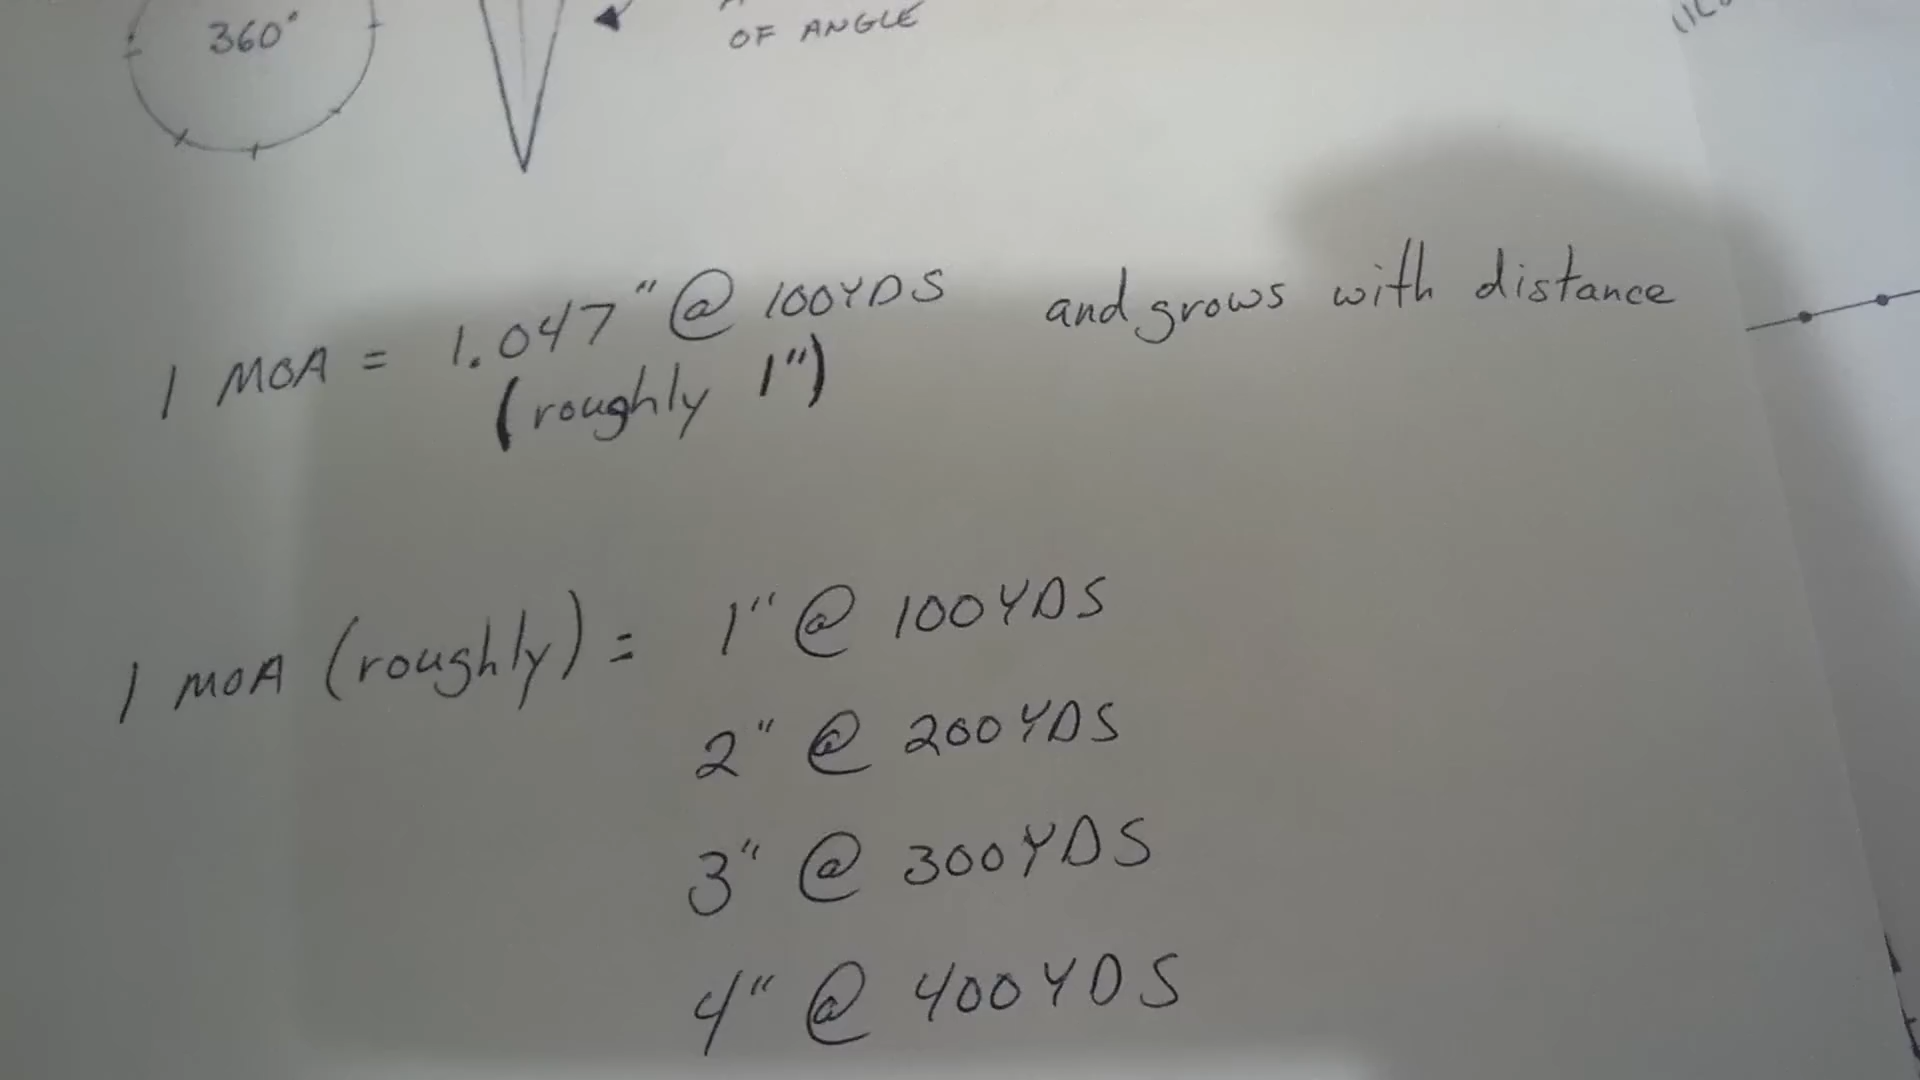 360°
OF ANGLE
1 MOA = 1.047" @ 100YDS and grows with distance
(roughly 1")
1 MOA (roughly) = 1" @ 100YDS
2" @ 200YDS
3" @ 300YDS
4" @ 400YDS